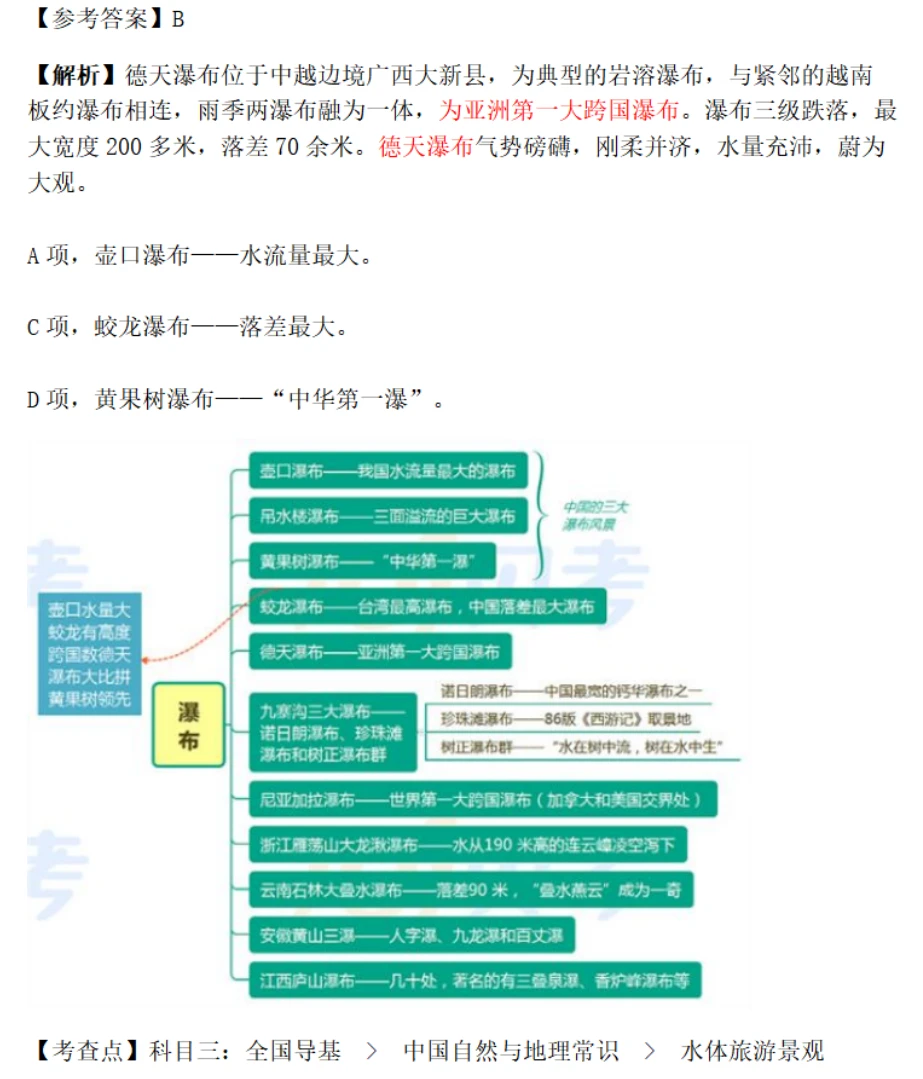 【参考答案】B
【解析】德天瀑布位于中越边境广西大新县，为典型的岩溶瀑布，与紧邻的越南
板约瀑布相连，雨季两瀑布融为一体，为亚洲第一大跨国瀑布。瀑布三级跌落，最
大宽度 200 多米，落差 70 余米。德天瀑布气势磅礴，刚柔并济，水量充沛，蔚为
大观。
A 项，壶口瀑布——水流量最大。
C 项，蛟龙瀑布——落差最大。
D 项，黄果树瀑布——“中华第一瀑”。
壶口瀑布——我国水流量最大的瀑布
吊水楼瀑布——三面溢流的巨大瀑布
黄果树瀑布——“中华第一瀑”
中国的三大
瀑布风景
蛟龙瀑布——台湾最高瀑布，中国落差最大瀑布
德天瀑布——亚洲第一大跨国瀑布
壶口水量大
蛟龙有高度
跨国数德天
瀑布大比拼
黄果树领先
瀑
布
九寨沟三大瀑布——
诺日朗瀑布、珍珠滩
瀑布和树正瀑布群
诺日朗瀑布——中国最宽的钙华瀑布之一
珍珠滩瀑布——86版《西游记》取景地
树正瀑布群——“水在树中流，树在水中生”
尼亚加拉瀑布——世界第一大跨国瀑布（加拿大和美国交界处）
浙江雁荡山大龙湫瀑布——水从190 米高的连云嶂凌空泻下
云南石林大叠水瀑布——落差90 米，“叠水燕云”成为一奇
安徽黄山三瀑——人字瀑、九龙瀑和百丈瀑
江西庐山瀑布——几十处，著名的有三叠泉瀑、香炉峰瀑布等
【考查点】科目三：全国导基 > 中国自然与地理常识 > 水体旅游景观